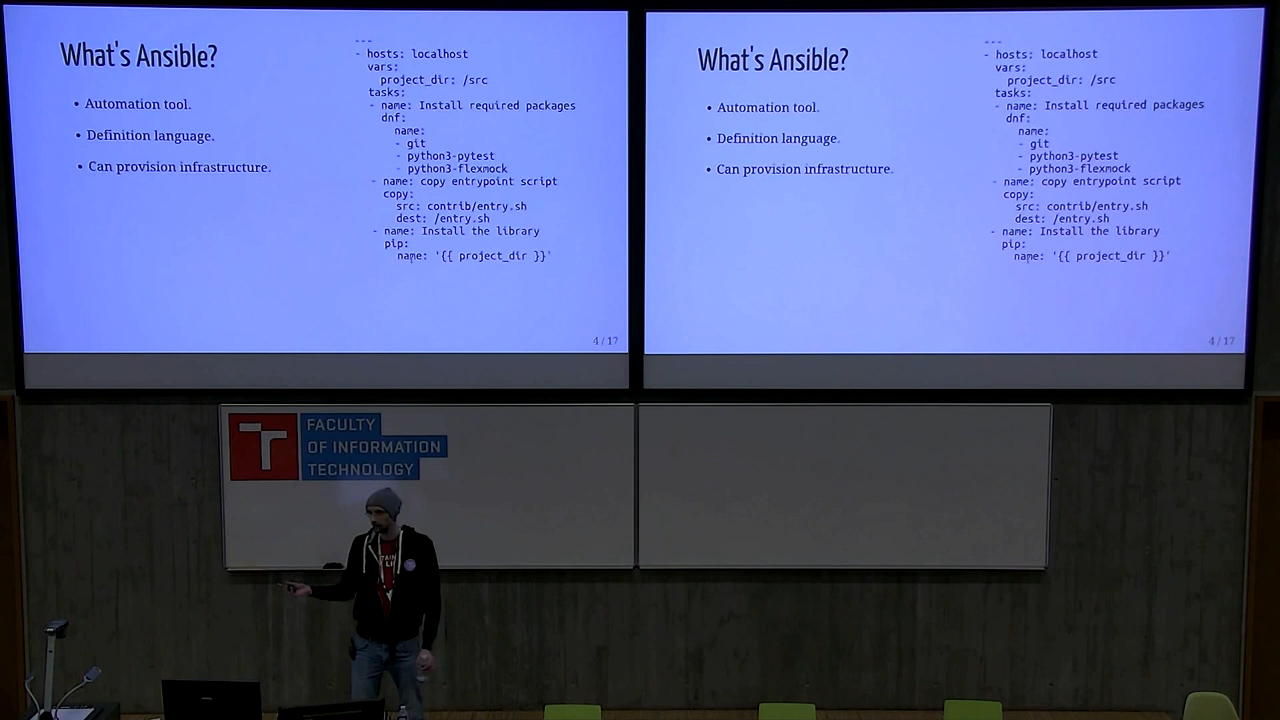 What's Ansible?
• Automation tool.
• Definition language.
• Can provision infrastructure.
---
- hosts: localhost
vars:
project_dir: /src
tasks:
- name: Install required packages
dnf:
name:
- git
- python3-pytest
- python3-flexmock
- name: copy entrypoint script
copy:
src: contrib/entry.sh
dest: /entry.sh
- name: Install the library
pip:
name: '{{ project_dir }}'
4 / 17
What's Ansible?
• Automation tool.
• Definition language.
• Can provision infrastructure.
---
- hosts: localhost
vars:
project_dir: /src
tasks:
- name: Install required packages
dnf:
name:
- git
- python3-pytest
- python3-flexmock
- name: copy entrypoint script
copy:
src: contrib/entry.sh
dest: /entry.sh
- name: Install the library
pip:
name: '{{ project_dir }}'
4 / 17
FACULTY
OF INFORMATION
TECHNOLOGY